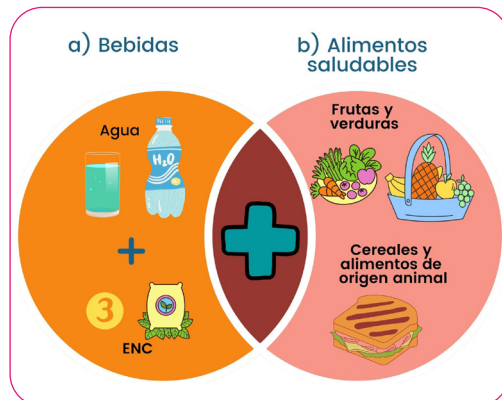 a) Bebidas
b) Alimentos
saludables
Agua
H₂O
3
ENC
Frutas y
verduras
Cereales y
alimentos de
origen animal